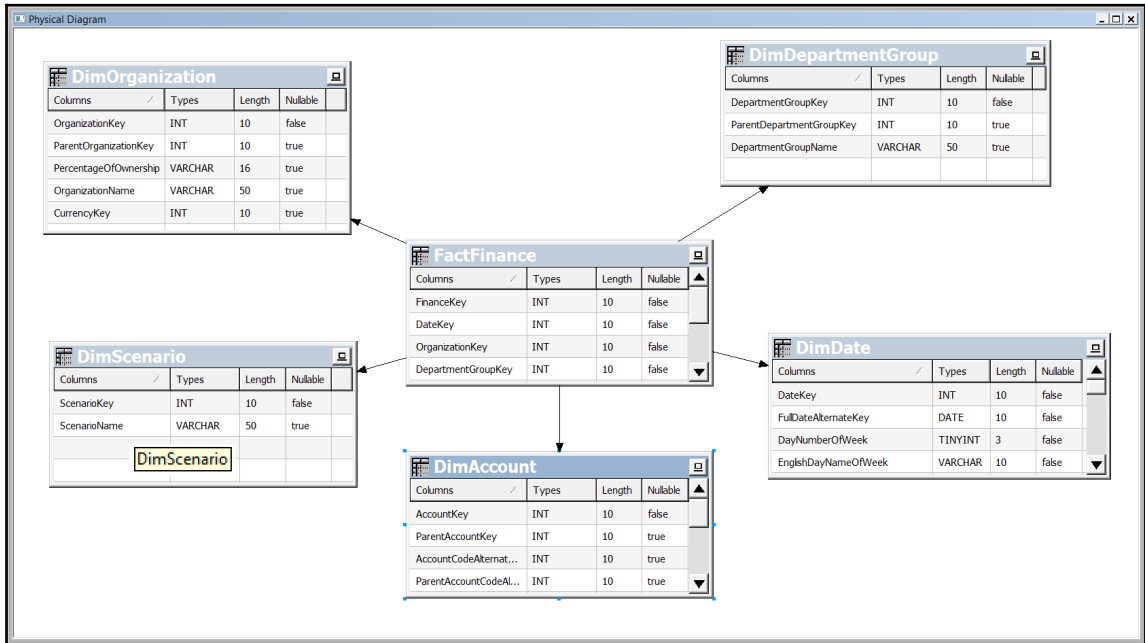 Physical Diagram
DimOrganization
Columns Types Length Nullable
OrganizationKey INT 10 false
ParentOrganizationKey INT 10 true
PercentageOfOwnership VARCHAR 16 true
OrganizationName VARCHAR 50 true
CurrencyKey INT 10 true
DimDepartmentGroup
Columns Types Length Nullable
DepartmentGroupKey INT 10 false
ParentDepartmentGroupKey INT 10 true
DepartmentGroupName VARCHAR 50 true
FactFinance
Columns Types Length Nullable
FinanceKey INT 10 false
DateKey INT 10 false
OrganizationKey INT 10 false
DepartmentGroupKey INT 10 false
DimScenario
Columns Types Length Nullable
ScenarioKey INT 10 false
ScenarioName VARCHAR 50 true
DimScenario
DimDate
Columns Types Length Nullable
DateKey INT 10 false
FullDateAlternateKey DATE 10 false
DayNumberOfWeek TINYINT 3 false
EnglishDayNameOfWeek VARCHAR 10 false
DimAccount
Columns Types Length Nullable
AccountKey INT 10 false
ParentAccountKey INT 10 true
AccountCodeAlternat... INT 10 true
ParentAccountCodeAl... INT 10 true